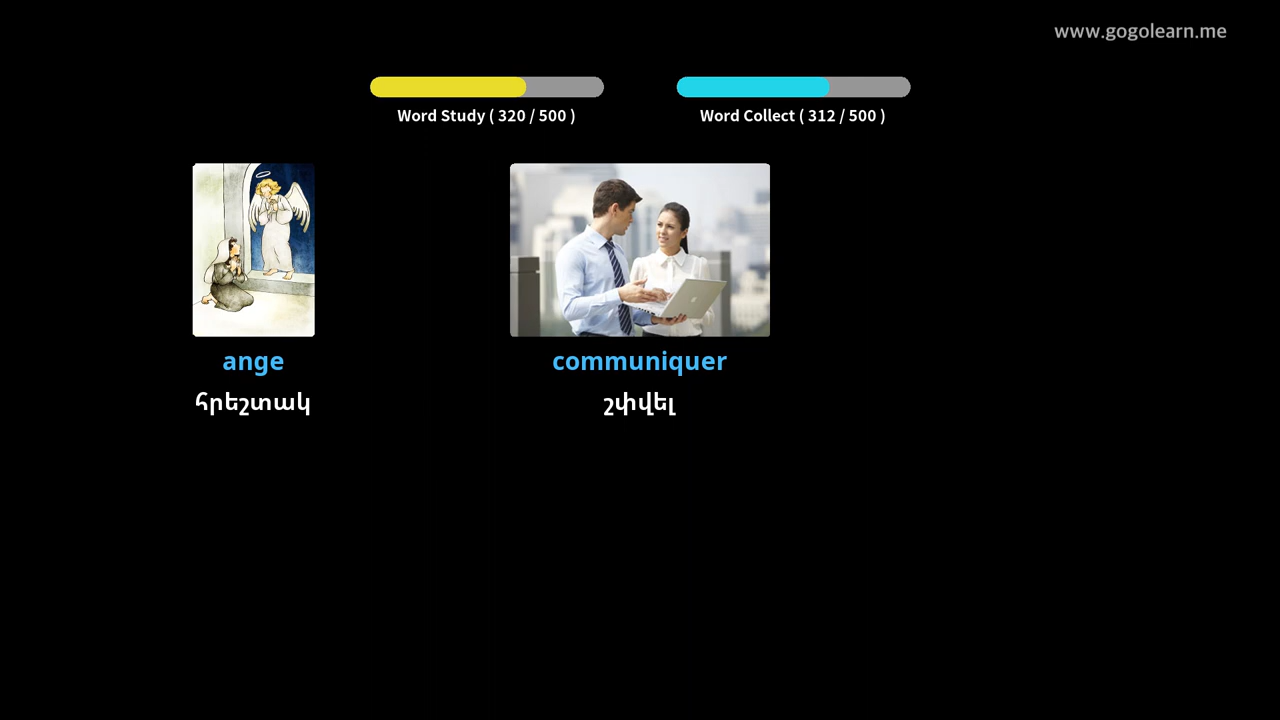 www.gogolearn.me
Word Study ( 320 / 500 )
Word Collect ( 312 / 500 )
ange
հրեշտակ
communiquer
շփվել